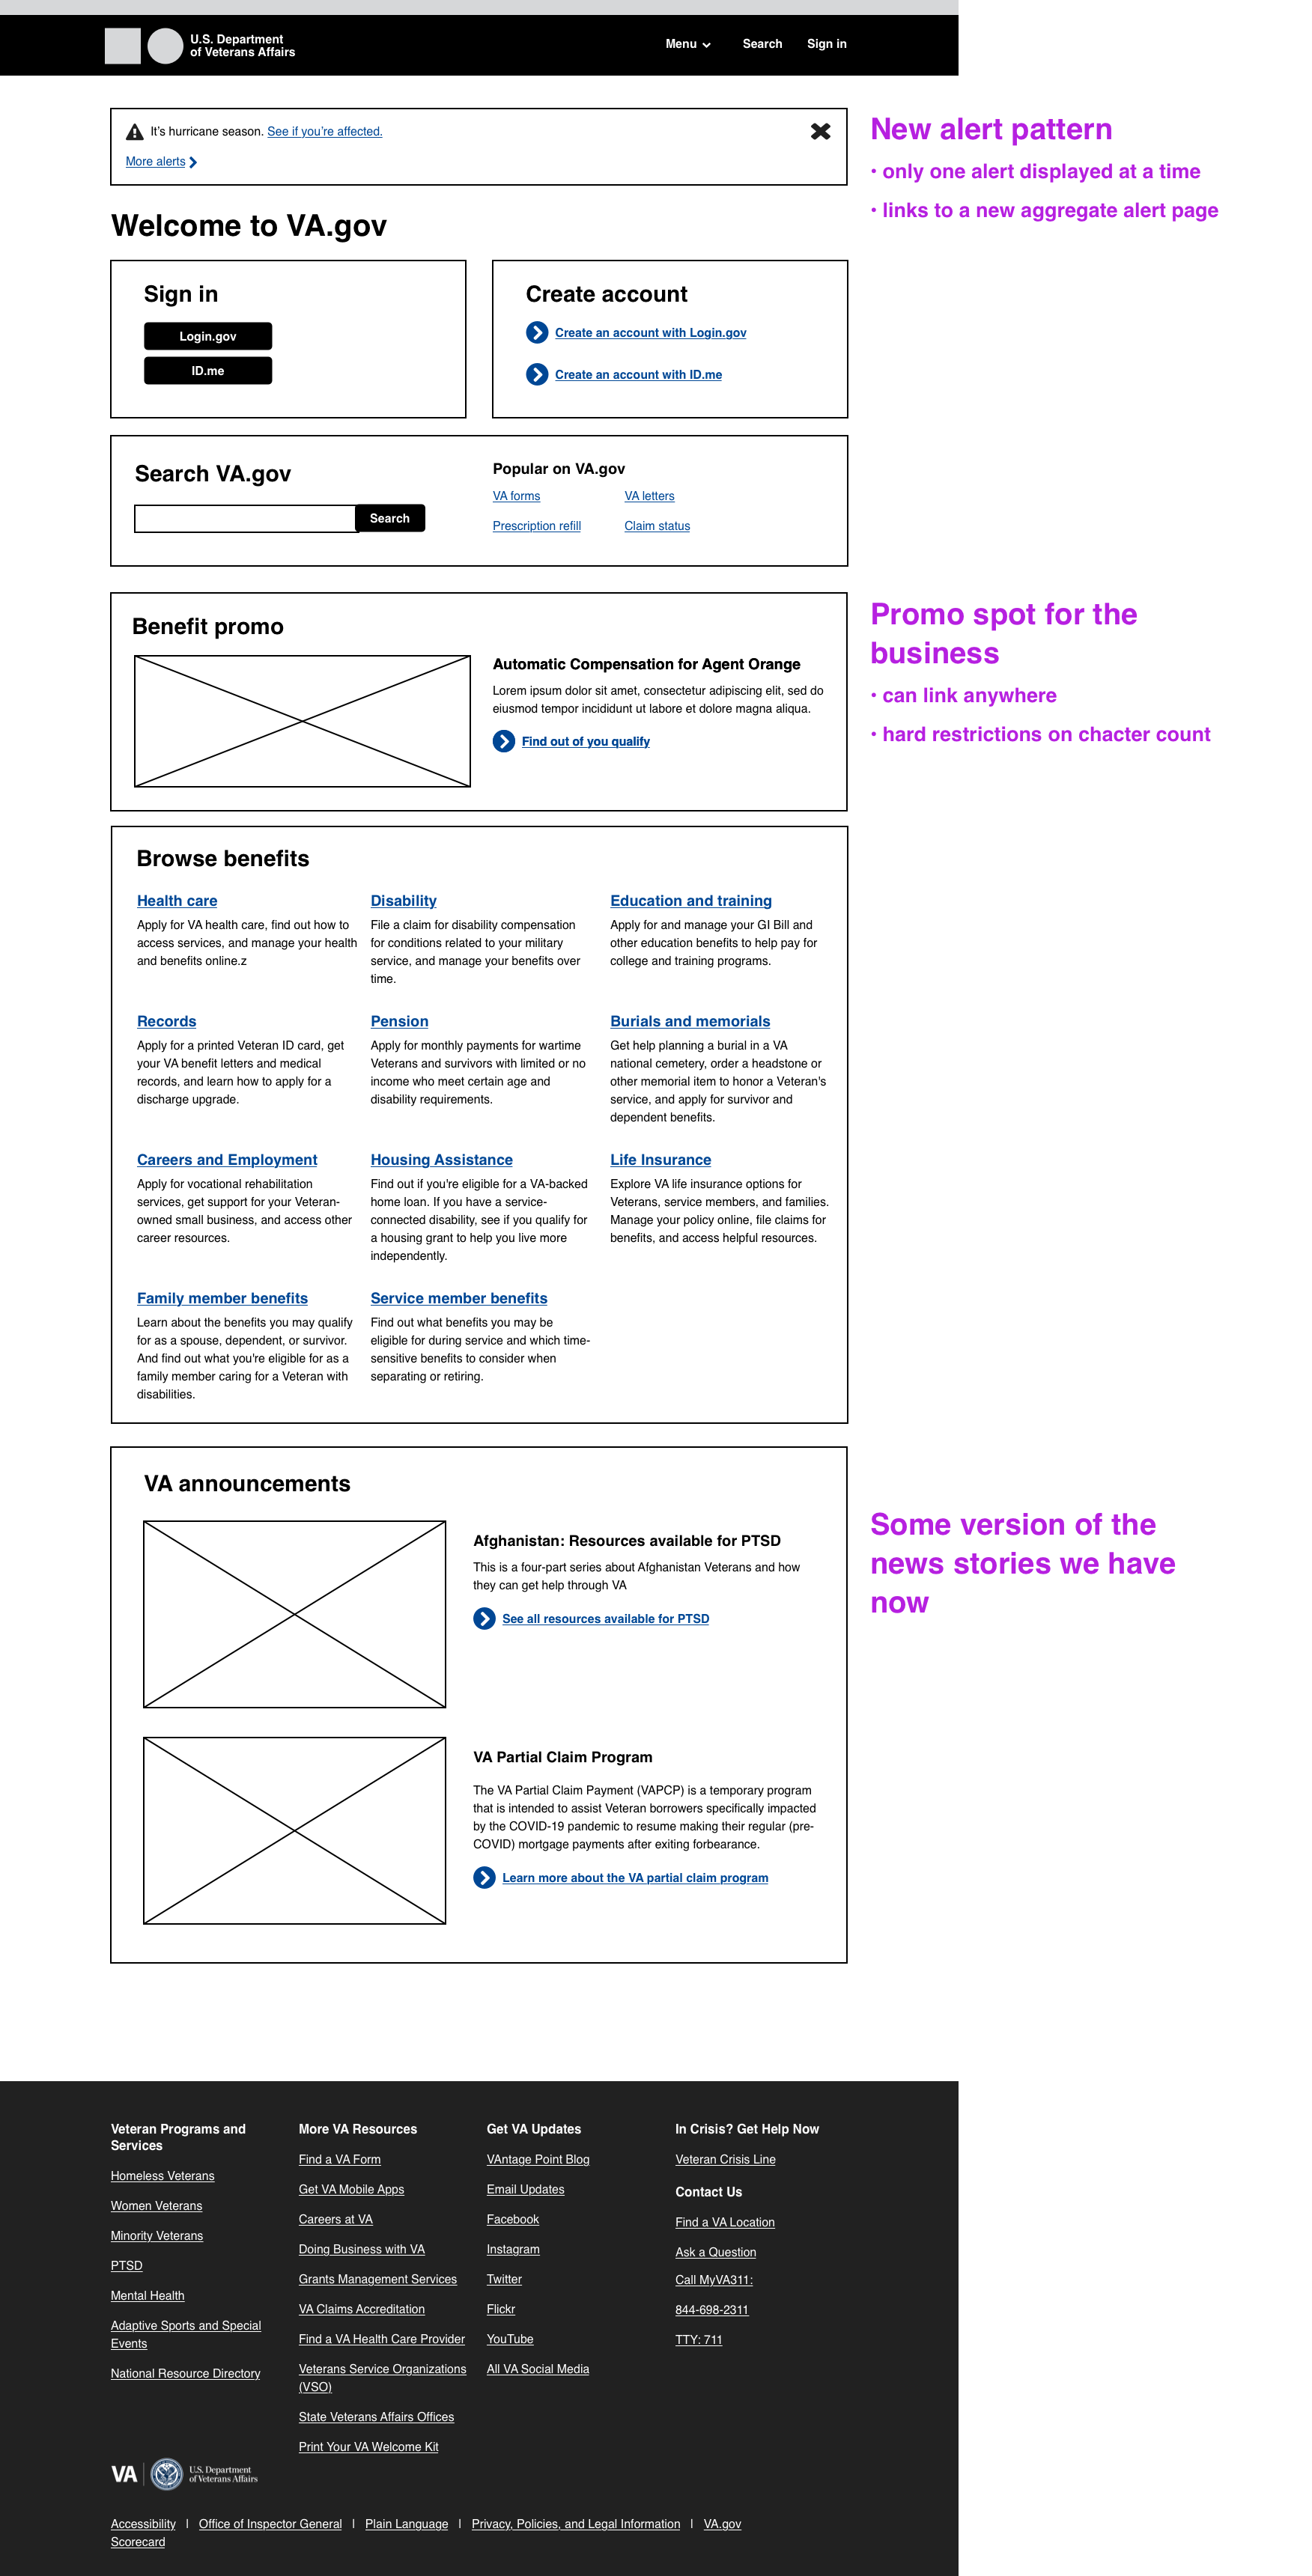 U.S. Department
of Veterans Affairs
Menu
Search
Sign in
It's hurricane season. See if you're affected.
More alerts
New alert pattern
• only one alert displayed at a time
• links to a new aggregate alert page
Welcome to VA.gov
Sign in
Login.gov
ID.me
Create account
Create an account with Login.gov
Create an account with ID.me
Search VA.gov
Search
Popular on VA.gov
VA forms
VA letters
Prescription refill
Claim status
Promo spot for the
business
• can link anywhere
• hard restrictions on chacter count
Benefit promo
Automatic Compensation for Agent Orange
Lorem ipsum dolor sit amet, consectetur adipiscing elit, sed do
eiusmod tempor incididunt ut labore et dolore magna aliqua.
Find out of you qualify
Browse benefits
Health care
Apply for VA health care, find out how to
access services, and manage your health
and benefits online.z
Disability
File a claim for disability compensation
for conditions related to your military
service, and manage your benefits over
time.
Education and training
Apply for and manage your GI Bill and
other education benefits to help pay for
college and training programs.
Records
Apply for a printed Veteran ID card, get
your VA benefit letters and medical
records, and learn how to apply for a
discharge upgrade.
Pension
Apply for monthly payments for wartime
Veterans and survivors with limited or no
income who meet certain age and
disability requirements.
Burials and memorials
Get help planning a burial in a VA
national cemetery, order a headstone or
other memorial item to honor a Veteran's
service, and apply for survivor and
dependent benefits.
Careers and Employment
Apply for vocational rehabilitation
services, get support for your Veteran-
owned small business, and access other
career resources.
Housing Assistance
Find out if you're eligible for a VA-backed
home loan. If you have a service-
connected disability, see if you qualify for
a housing grant to help you live more
independently.
Life Insurance
Explore VA life insurance options for
Veterans, service members, and families.
Manage your policy online, file claims for
benefits, and access helpful resources.
Family member benefits
Learn about the benefits you may qualify
for as a spouse, dependent, or survivor.
And find out what you're eligible for as a
family member caring for a Veteran with
disabilities.
Service member benefits
Find out what benefits you may be
eligible for during service and which time-
sensitive benefits to consider when
separating or retiring.
VA announcements
Afghanistan: Resources available for PTSD
This is a four-part series about Afghanistan Veterans and how
they can get help through VA
See all resources available for PTSD
Some version of the
news stories we have
now
VA Partial Claim Program
The VA Partial Claim Payment (VAPCP) is a temporary program
that is intended to assist Veteran borrowers specifically impacted
by the COVID-19 pandemic to resume making their regular (pre-
COVID) mortgage payments after exiting forbearance.
Learn more about the VA partial claim program
Veteran Programs and
Services
Homeless Veterans
Women Veterans
Minority Veterans
PTSD
Mental Health
Adaptive Sports and Special
Events
National Resource Directory
More VA Resources
Find a VA Form
Get VA Mobile Apps
Careers at VA
Doing Business with VA
Grants Management Services
VA Claims Accreditation
Find a VA Health Care Provider
Veterans Service Organizations
(VSO)
State Veterans Affairs Offices
Print Your VA Welcome Kit
Get VA Updates
VAntage Point Blog
Email Updates
Facebook
Instagram
Twitter
Flickr
YouTube
All VA Social Media
In Crisis? Get Help Now
Veteran Crisis Line
Contact Us
Find a VA Location
Ask a Question
Call MyVA311:
844-698-2311
TTY: 711
VA
U.S. Department
of Veterans Affairs
Accessibility | Office of Inspector General | Plain Language | Privacy, Policies, and Legal Information | VA.gov
Scorecard